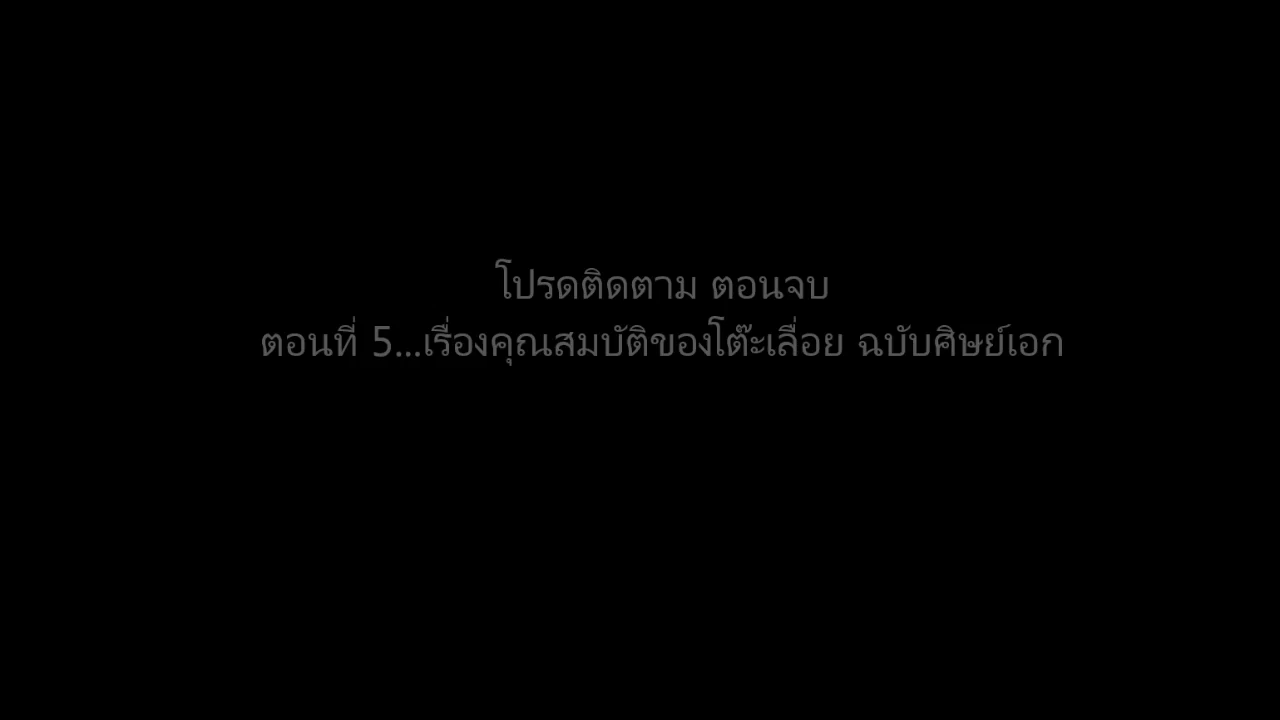 โปรดติดตาม ตอนจบ
ตอนที่ 5...เรื่องคุณสมบัติของโต๊ะเลื่อย ฉบับศิษย์เอก